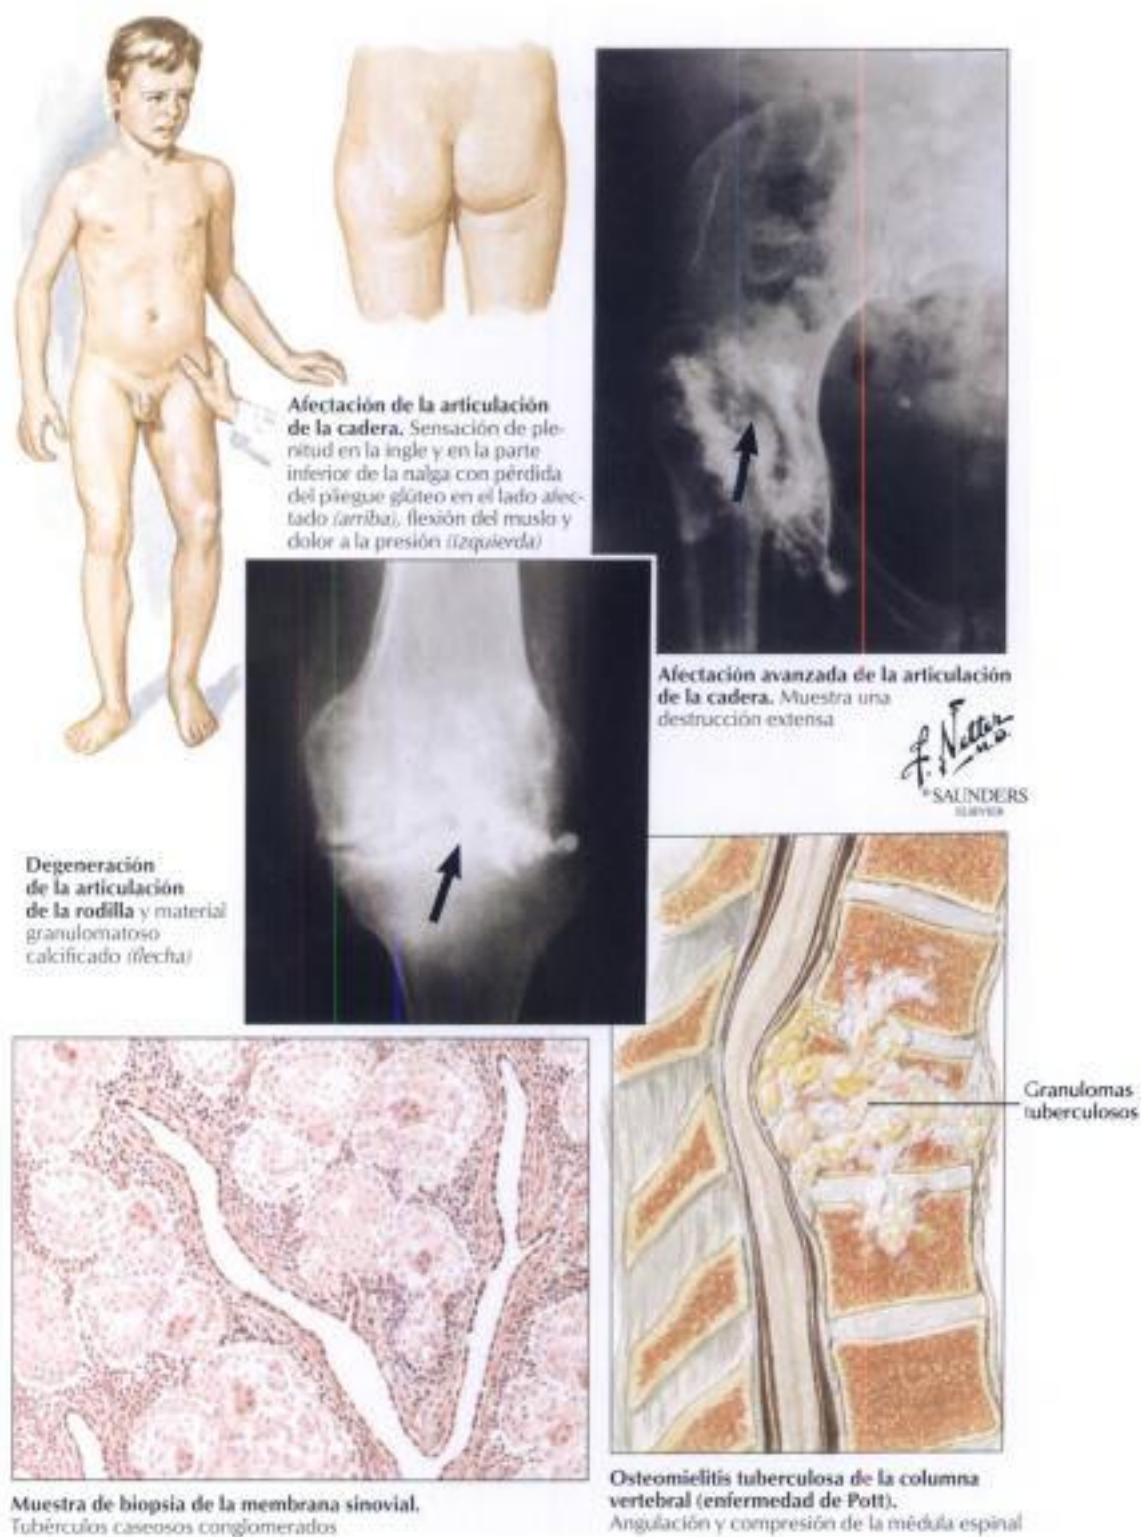 Afectación de la articulación
de la cadera. Sensación de ple-
nitud en la ingle y en la parte
inferior de la nalga con pérdida
del pliegue glúteo en el lado afec-
tado (arriba), flexión del muslo y
dolor a la presión (izquierda)
Afectación avanzada de la articulación
de la cadera. Muestra una
destrucción extensa
F. Netter
M.D.
© SAUNDERS
ELSEVIER
Degeneración
de la articulación
de la rodilla y material
granulomatoso
calcificado (flecha)
Granulomas
tuberculosos
Muestra de biopsia de la membrana sinovial.
Tubérculos caseosos conglomerados
Osteomielitis tuberculosa de la columna
vertebral (enfermedad de Pott).
Angulación y compresión de la médula espinal